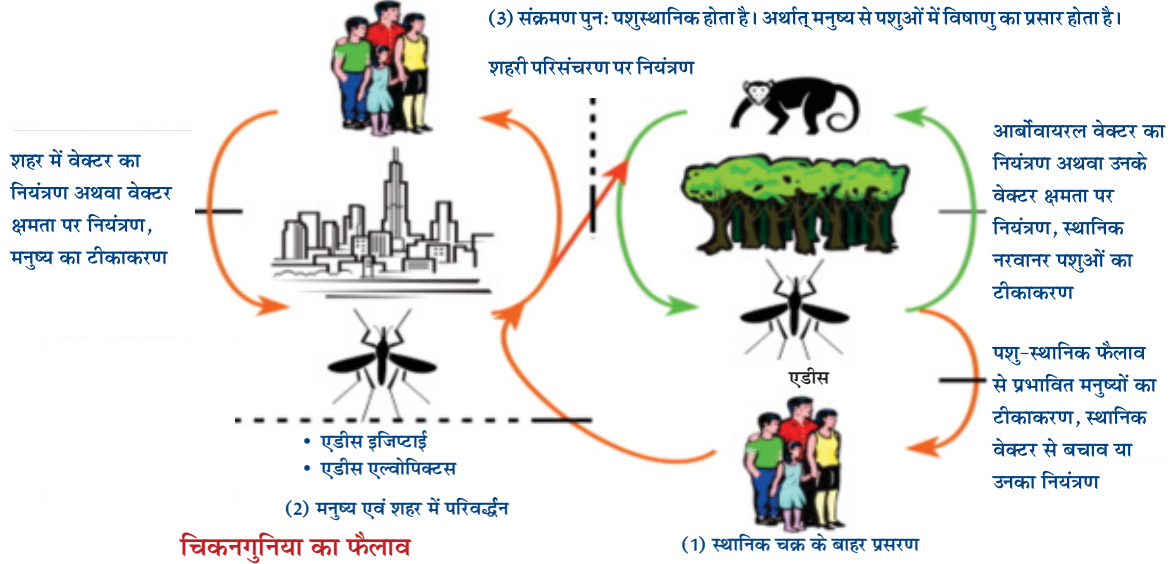 (3) संक्रमण पुन: पशुस्थानिक होता है। अर्थात् मनुष्य से पशुओं में विषाणु का प्रसार होता है।
शहरी परिसंचरण पर नियंत्रण
शहर में वेक्टर का
नियंत्रण अथवा वेक्टर
क्षमता पर नियंत्रण,
मनुष्य का टीकाकरण
आर्बोवायरल वेक्टर का
नियंत्रण अथवा उनके
वेक्टर क्षमता पर
नियंत्रण, स्थानिक
नरवानर पशुओं का
टीकाकरण
एडीस
पशु-स्थानिक फैलाव
से प्रभावित मनुष्यों का
टीकाकरण, स्थानिक
वेक्टर से बचाव या
उनका नियंत्रण
• एडीस इजिप्टाई
• एडीस एल्वोपिक्टस
(2) मनुष्य एवं शहर में परिवर्द्धन
(1) स्थानिक चक्र के बाहर प्रसरण
चिकनगुनिया का फैलाव